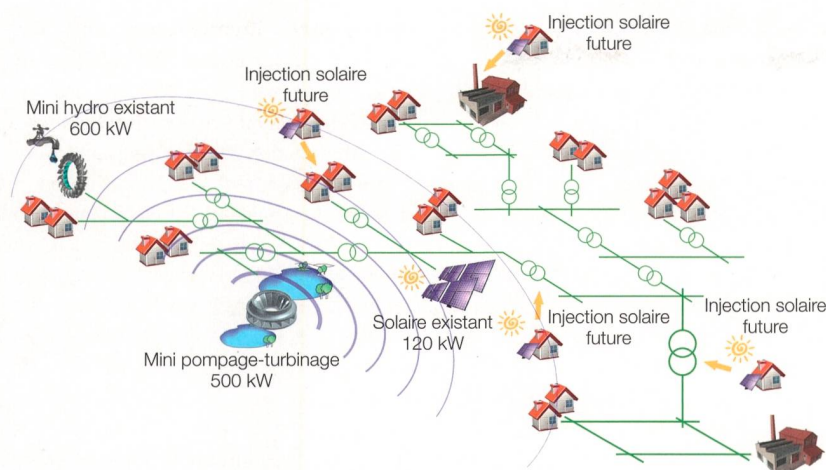 Injection solaire
future
Injection solaire
future
Mini hydro existant
600 kW
Solaire existant
120 kW
Injection solaire
future
Injection solaire
future
Mini pompage-turbinage
500 kW